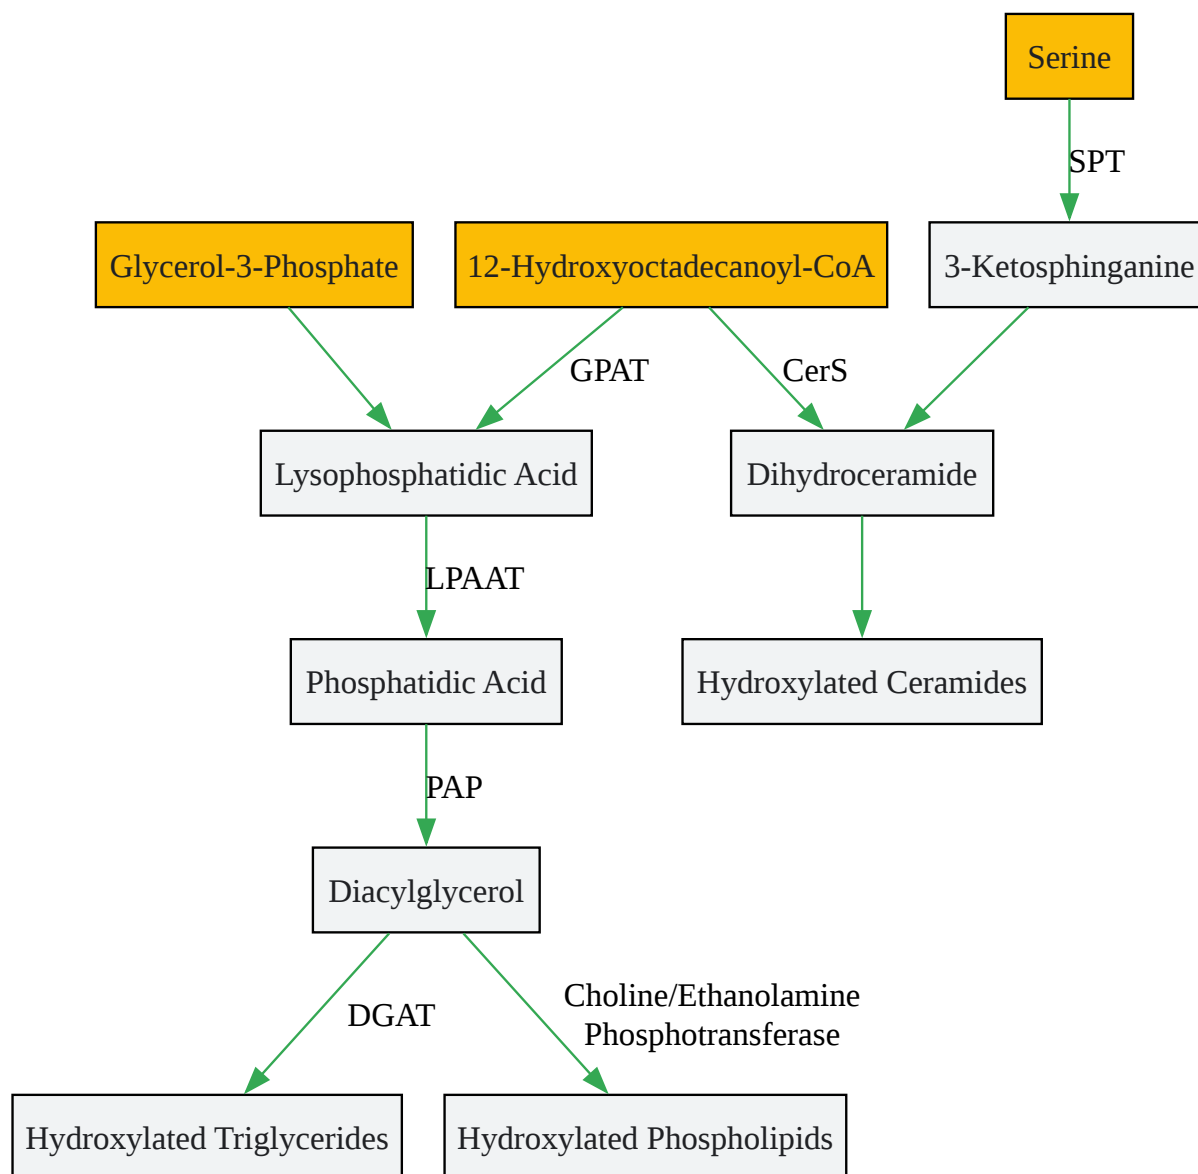 Serine
SPT
Glycerol-3-Phosphate
12-Hydroxyoctadecanoyl-CoA
3-Ketosphinganine
GPAT
CerS
Lysophosphatidic Acid
Dihydroceramide
LPAAT
Phosphatidic Acid
Hydroxylated Ceramides
PAP
Diacylglycerol
DGAT
Choline/Ethanolamine
Phosphotransferase
Hydroxylated Triglycerides
Hydroxylated Phospholipids